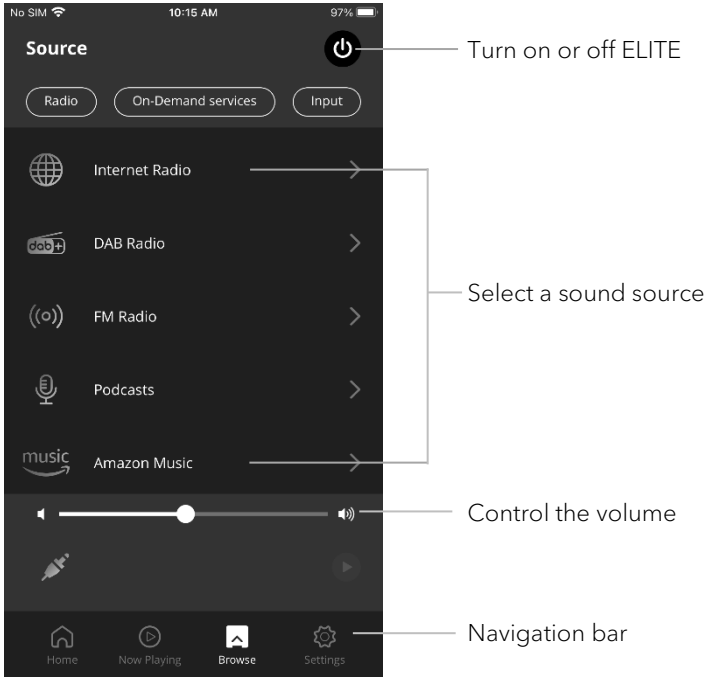 No SIM 10:15 AM 97%
Source
Turn on or off ELITE
Radio On-Demand services Input
Internet Radio
dab+ DAB Radio
Select a sound source
FM Radio
Podcasts
music Amazon Music
Control the volume
Navigation bar
Home Now Playing Browse Settings